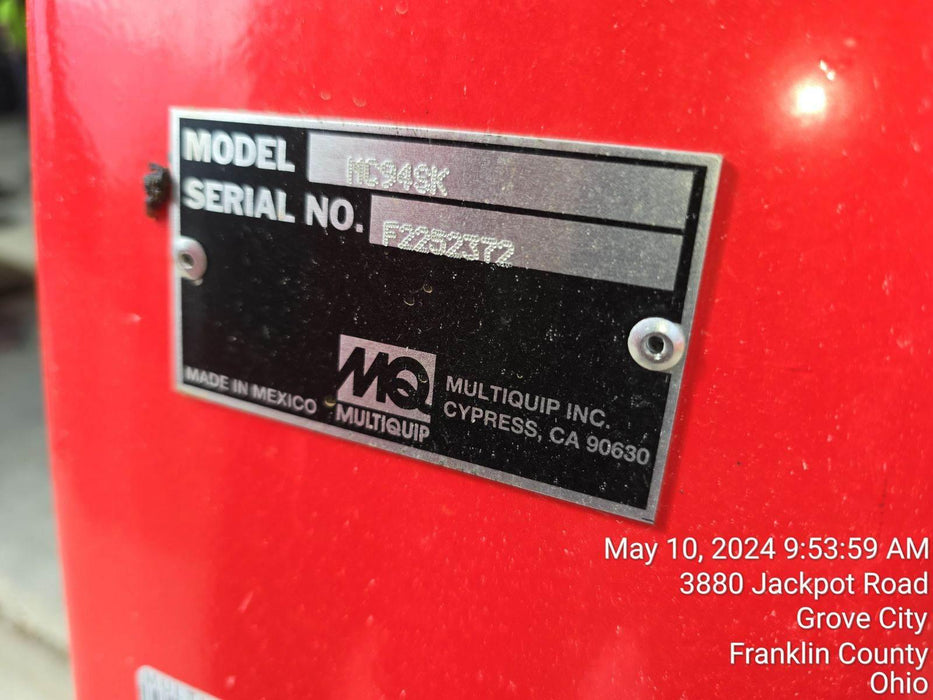 MODEL MC94SK
SERIAL NO. F2252372
MADE IN MEXICO
MQ
MULTIQUIP
MULTIQUIP INC.
CYPRESS, CA 90630
May 10, 2024 9:53:59 AM
3880 Jackpot Road
Grove City
Franklin County
Ohio